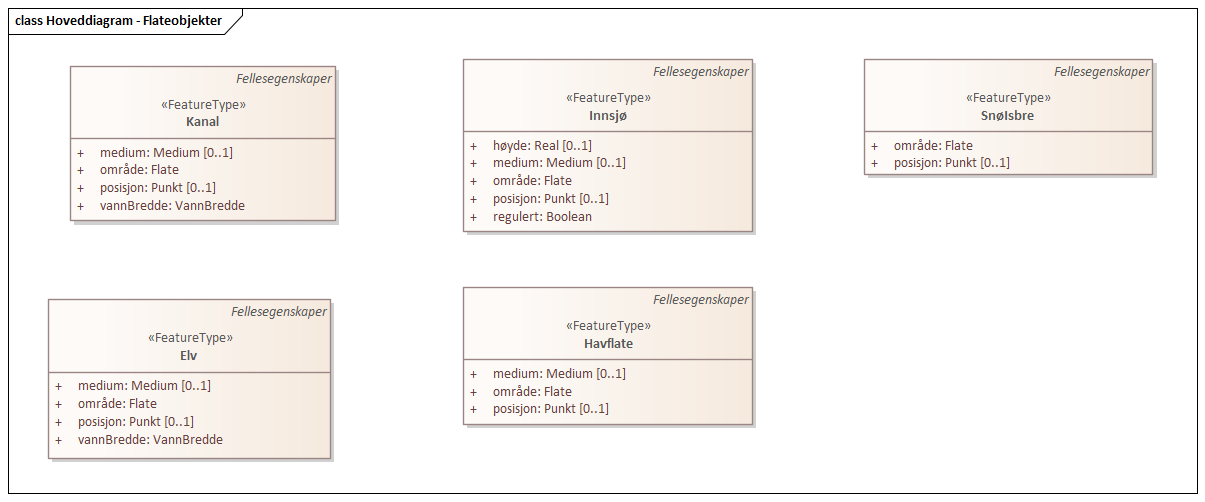 class Hoveddiagram - Flateobjekter
Fellesegenskaper
«FeatureType»
Kanal
+ medium: Medium [0..1]
+ område: Flate
+ posisjon: Punkt [0..1]
+ vannBredde: VannBredde
Fellesegenskaper
«FeatureType»
Innsjø
+ høyde: Real [0..1]
+ medium: Medium [0..1]
+ område: Flate
+ posisjon: Punkt [0..1]
+ regulert: Boolean
Fellesegenskaper
«FeatureType»
SnøIsbre
+ område: Flate
+ posisjon: Punkt [0..1]
Fellesegenskaper
«FeatureType»
Elv
+ medium: Medium [0..1]
+ område: Flate
+ posisjon: Punkt [0..1]
+ vannBredde: VannBredde
Fellesegenskaper
«FeatureType»
Havflate
+ medium: Medium [0..1]
+ område: Flate
+ posisjon: Punkt [0..1]